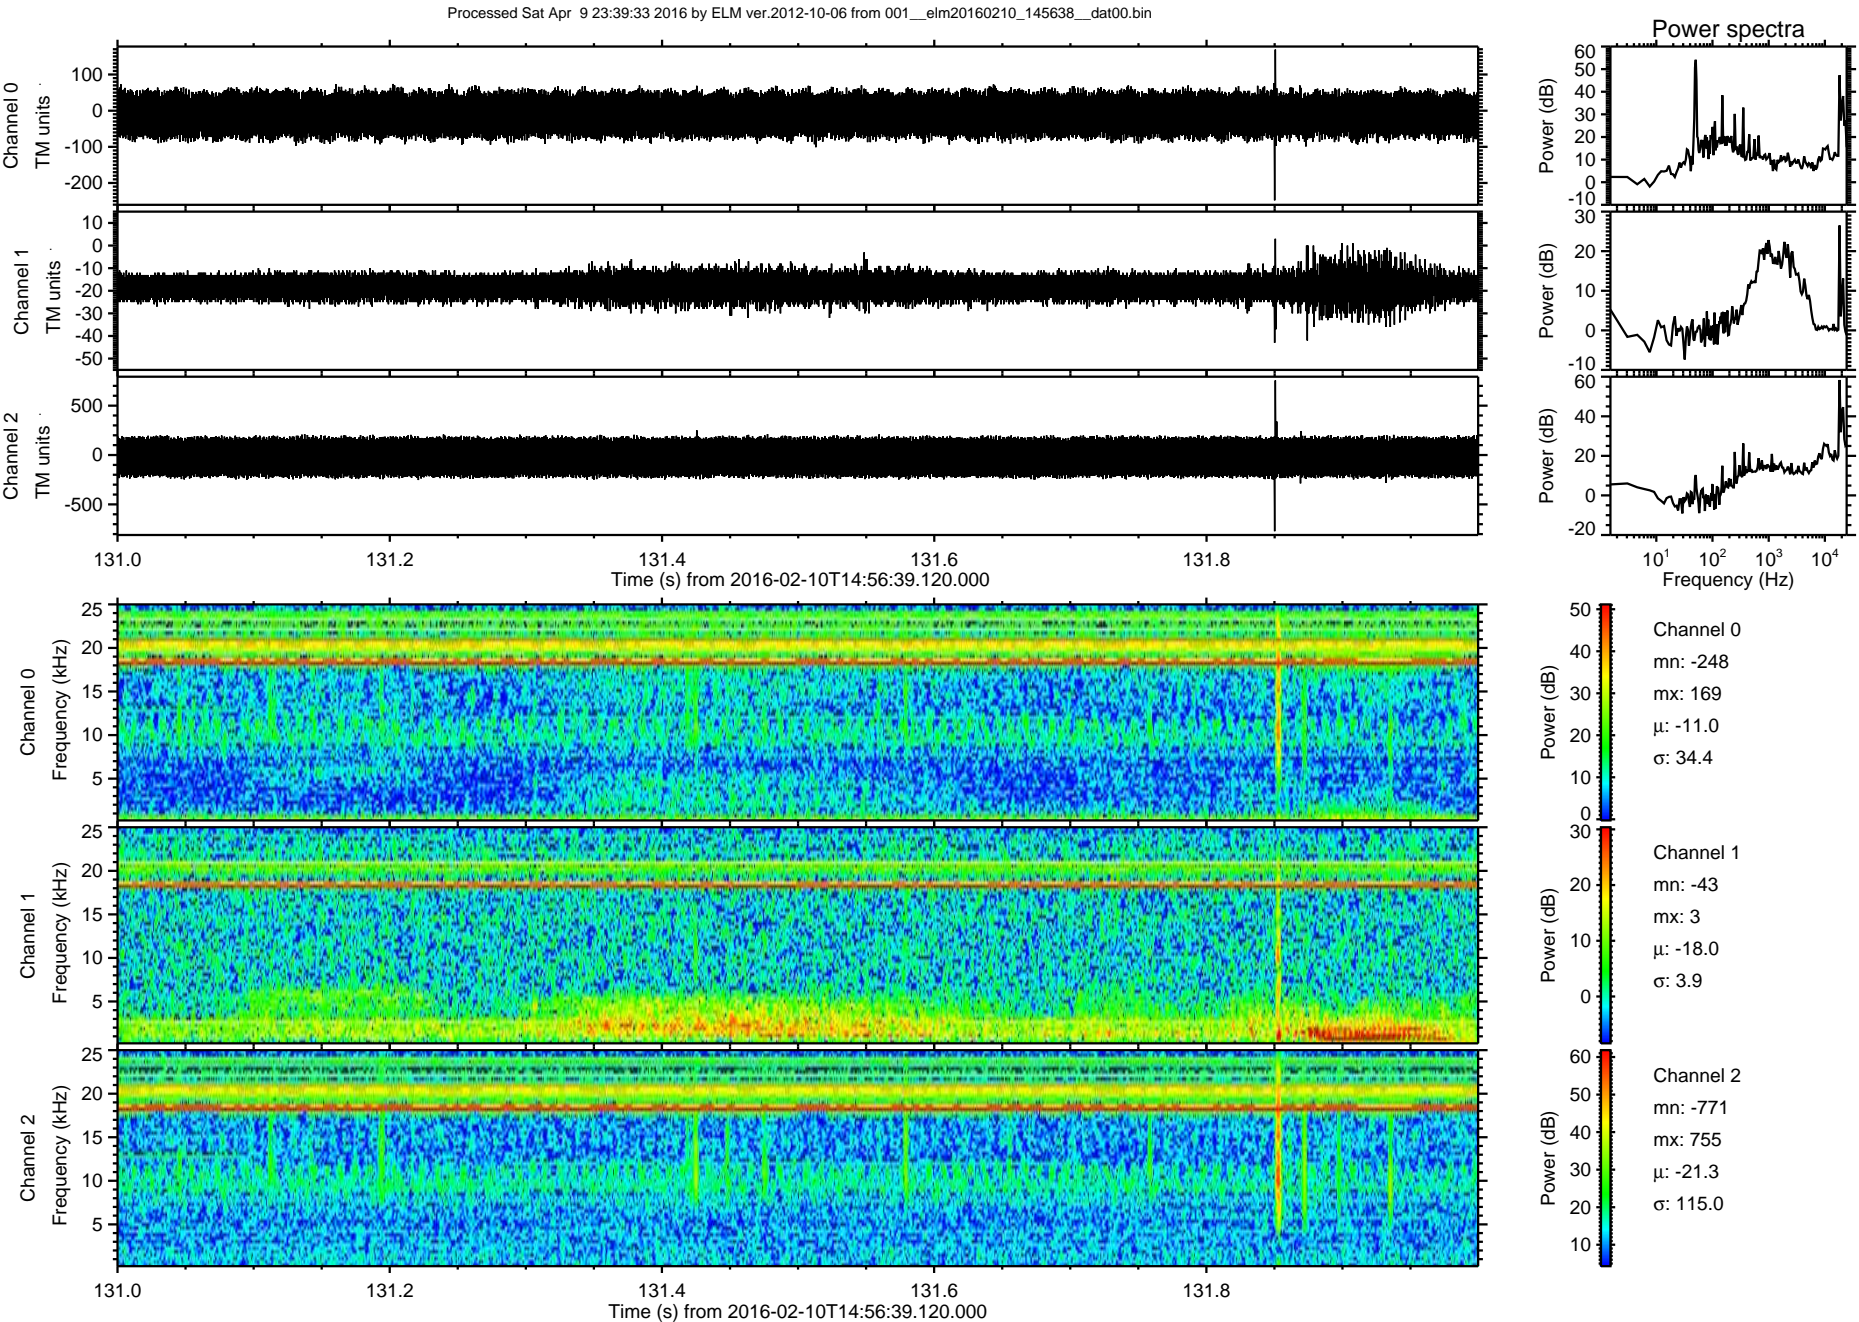 Processed Sat Apr  9 23:39:33 2016 by ELM ver.2012-10-06 from 001__elm20160210_145638__dat00.bin
Power spectra
Channel 0
TM units
100
0
-100
-200
Power (dB)
60
50
40
30
20
10
0
-10
Channel 1
TM units
10
0
-10
-20
-30
-40
-50
Power (dB)
30
20
10
0
-10
Channel 2
TM units
500
0
-500
Power (dB)
60
40
20
0
-20
131.0
131.2
131.4
131.6
131.8
Time (s) from 2016-02-10T14:56:39.120.000
10^1
10^2
10^3
10^4
Frequency (Hz)
Channel 0
Frequency (kHz)
25
20
15
10
5
Power (dB)
50
40
30
20
10
0
Channel 0
mn: -248
mx: 169
μ: -11.0
σ: 34.4
Channel 1
Frequency (kHz)
25
20
15
10
5
Power (dB)
30
20
10
0
Channel 1
mn: -43
mx: 3
μ: -18.0
σ: 3.9
Channel 2
Frequency (kHz)
25
20
15
10
5
Power (dB)
60
50
40
30
20
10
Channel 2
mn: -771
mx: 755
μ: -21.3
σ: 115.0
131.0
131.2
131.4
131.6
131.8
Time (s) from 2016-02-10T14:56:39.120.000